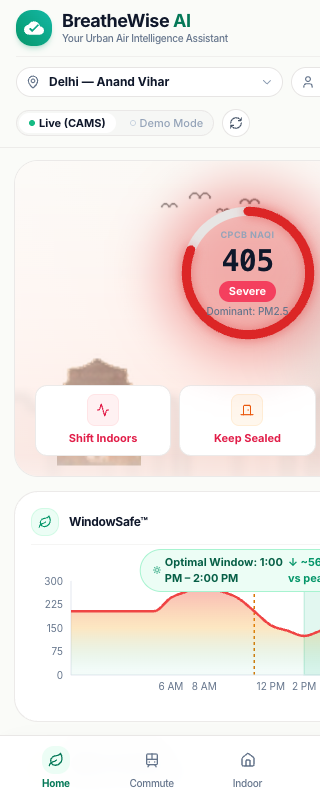 BreatheWise AI
Your Urban Air Intelligence Assistant
Delhi — Anand Vihar
Live (CAMS)
Demo Mode
CPCB NAQI
405
Severe
Dominant: PM2.5
Shift Indoors
Keep Sealed
WindowSafe™
Optimal Window: 1:00 ↓ ~56
PM – 2:00 PM vs pea
300
225
150
75
0
6 AM 8 AM 12 PM 2 PM
Home Commute Indoor